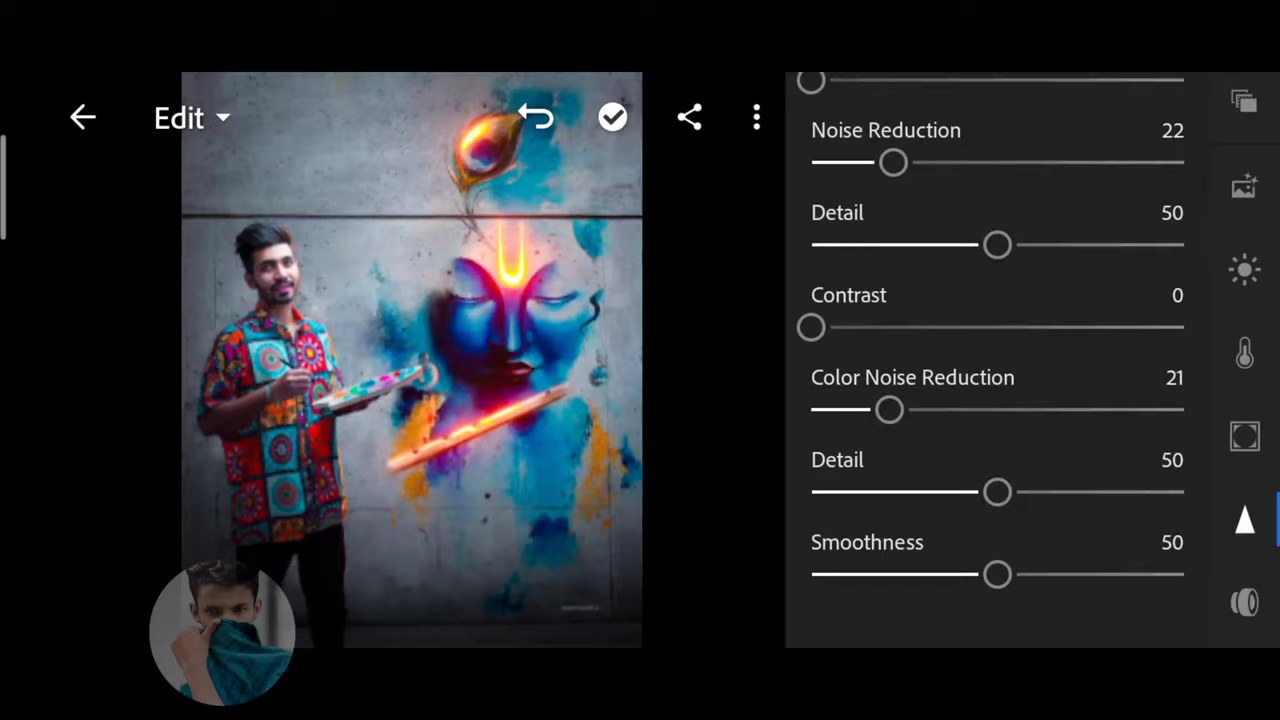 Edit
Noise Reduction 22
Detail 50
Contrast 0
Color Noise Reduction 21
Detail 50
Smoothness 50